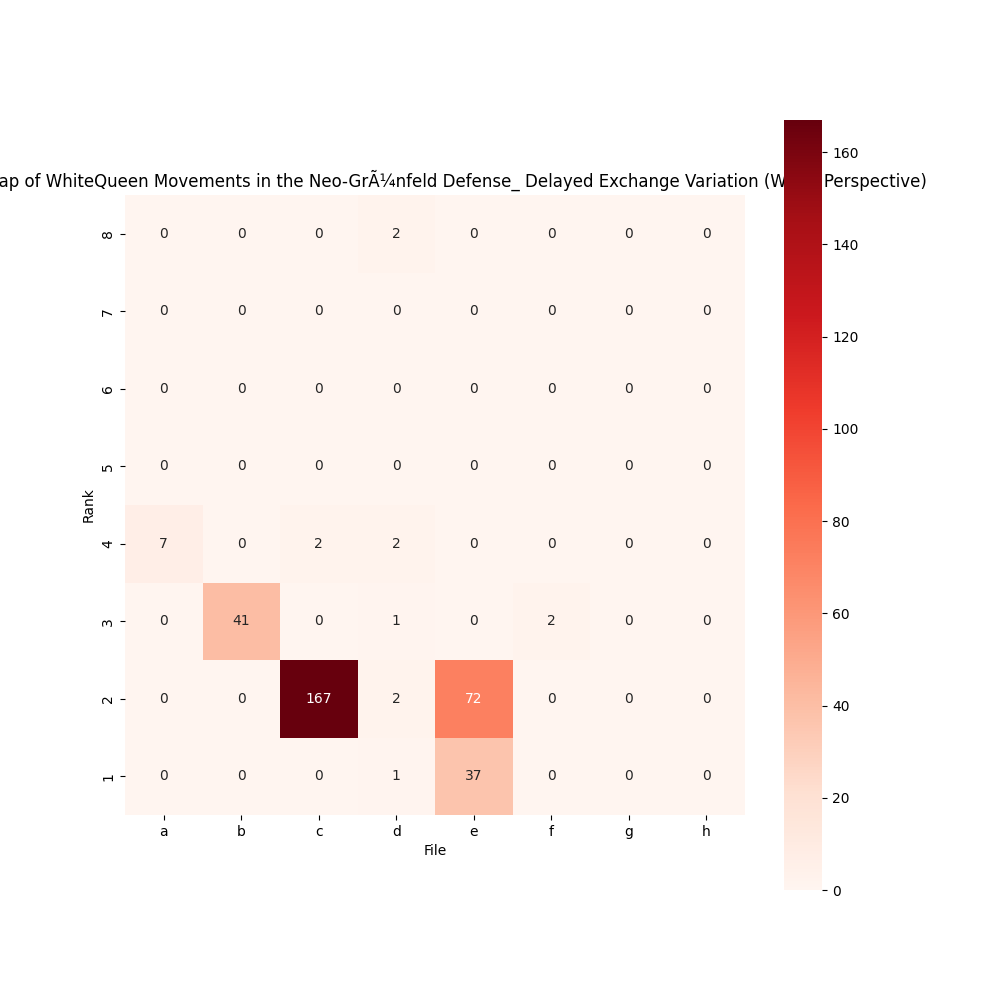 ap of WhiteQueen Movements in the Neo-GrÃ¼nfeld Defense_ Delayed Exchange Variation (W Perspective)
8 0 0 0 2 0 0 0 0
7 0 0 0 0 0 0 0 0
6 0 0 0 0 0 0 0 0
5 0 0 0 0 0 0 0 0
Rank
4 7 0 2 2 0 0 0 0
3 0 41 0 1 0 2 0 0
2 0 0 167 2 72 0 0 0
1 0 0 0 1 37 0 0 0
a b c d e f g h
File
160
140
120
100
80
60
40
20
0